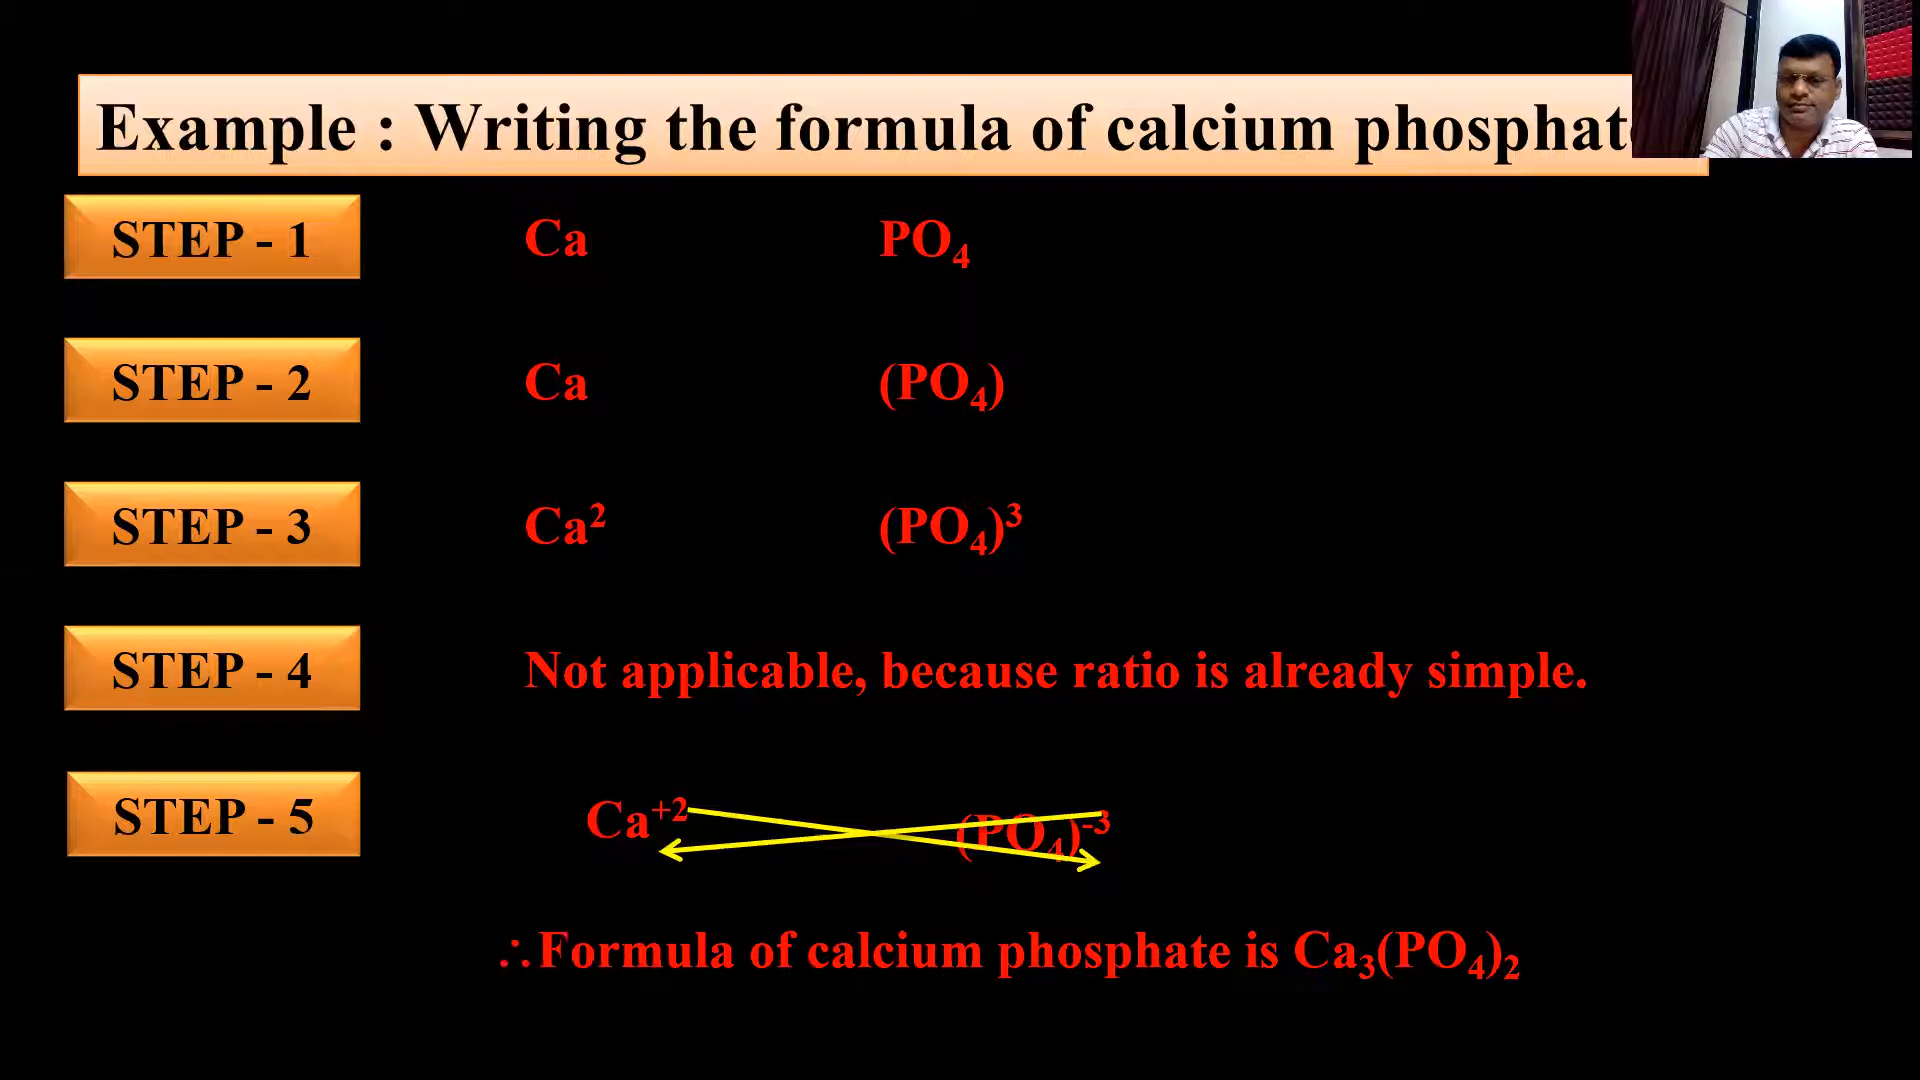 Example : Writing the formula of calcium phosphate
STEP - 1 Ca PO₄
STEP - 2 Ca (PO₄)
STEP - 3 Ca² (PO₄)³
STEP - 4 Not applicable, because ratio is already simple.
STEP - 5 Ca⁺² (PO₄)⁻³
∴Formula of calcium phosphate is Ca₃(PO₄)₂